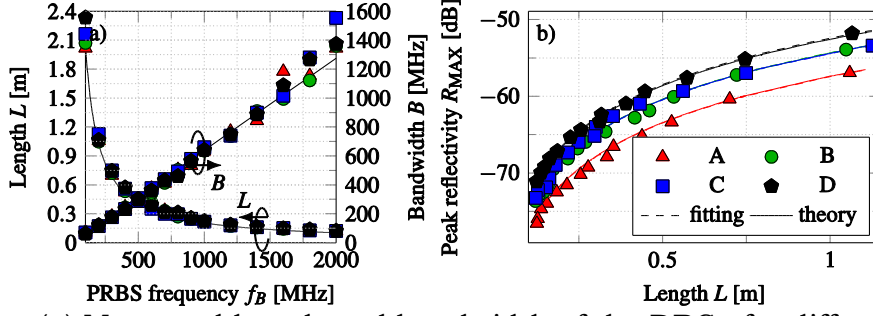 2.4
2.1
1.8
1.5
1.2
0.9
0.6
0.3
0
Length L [m]
a)
B
L
1600
1400
1200
1000
800
600
400
200
0
Bandwidth B [MHz]
500 1000 1500 2000
PRBS frequency f_B [MHz]
−50
−60
−70
Peak reflectivity R_MAX [dB]
b)
A B
C D
fitting theory
0.5 1
Length L [m]